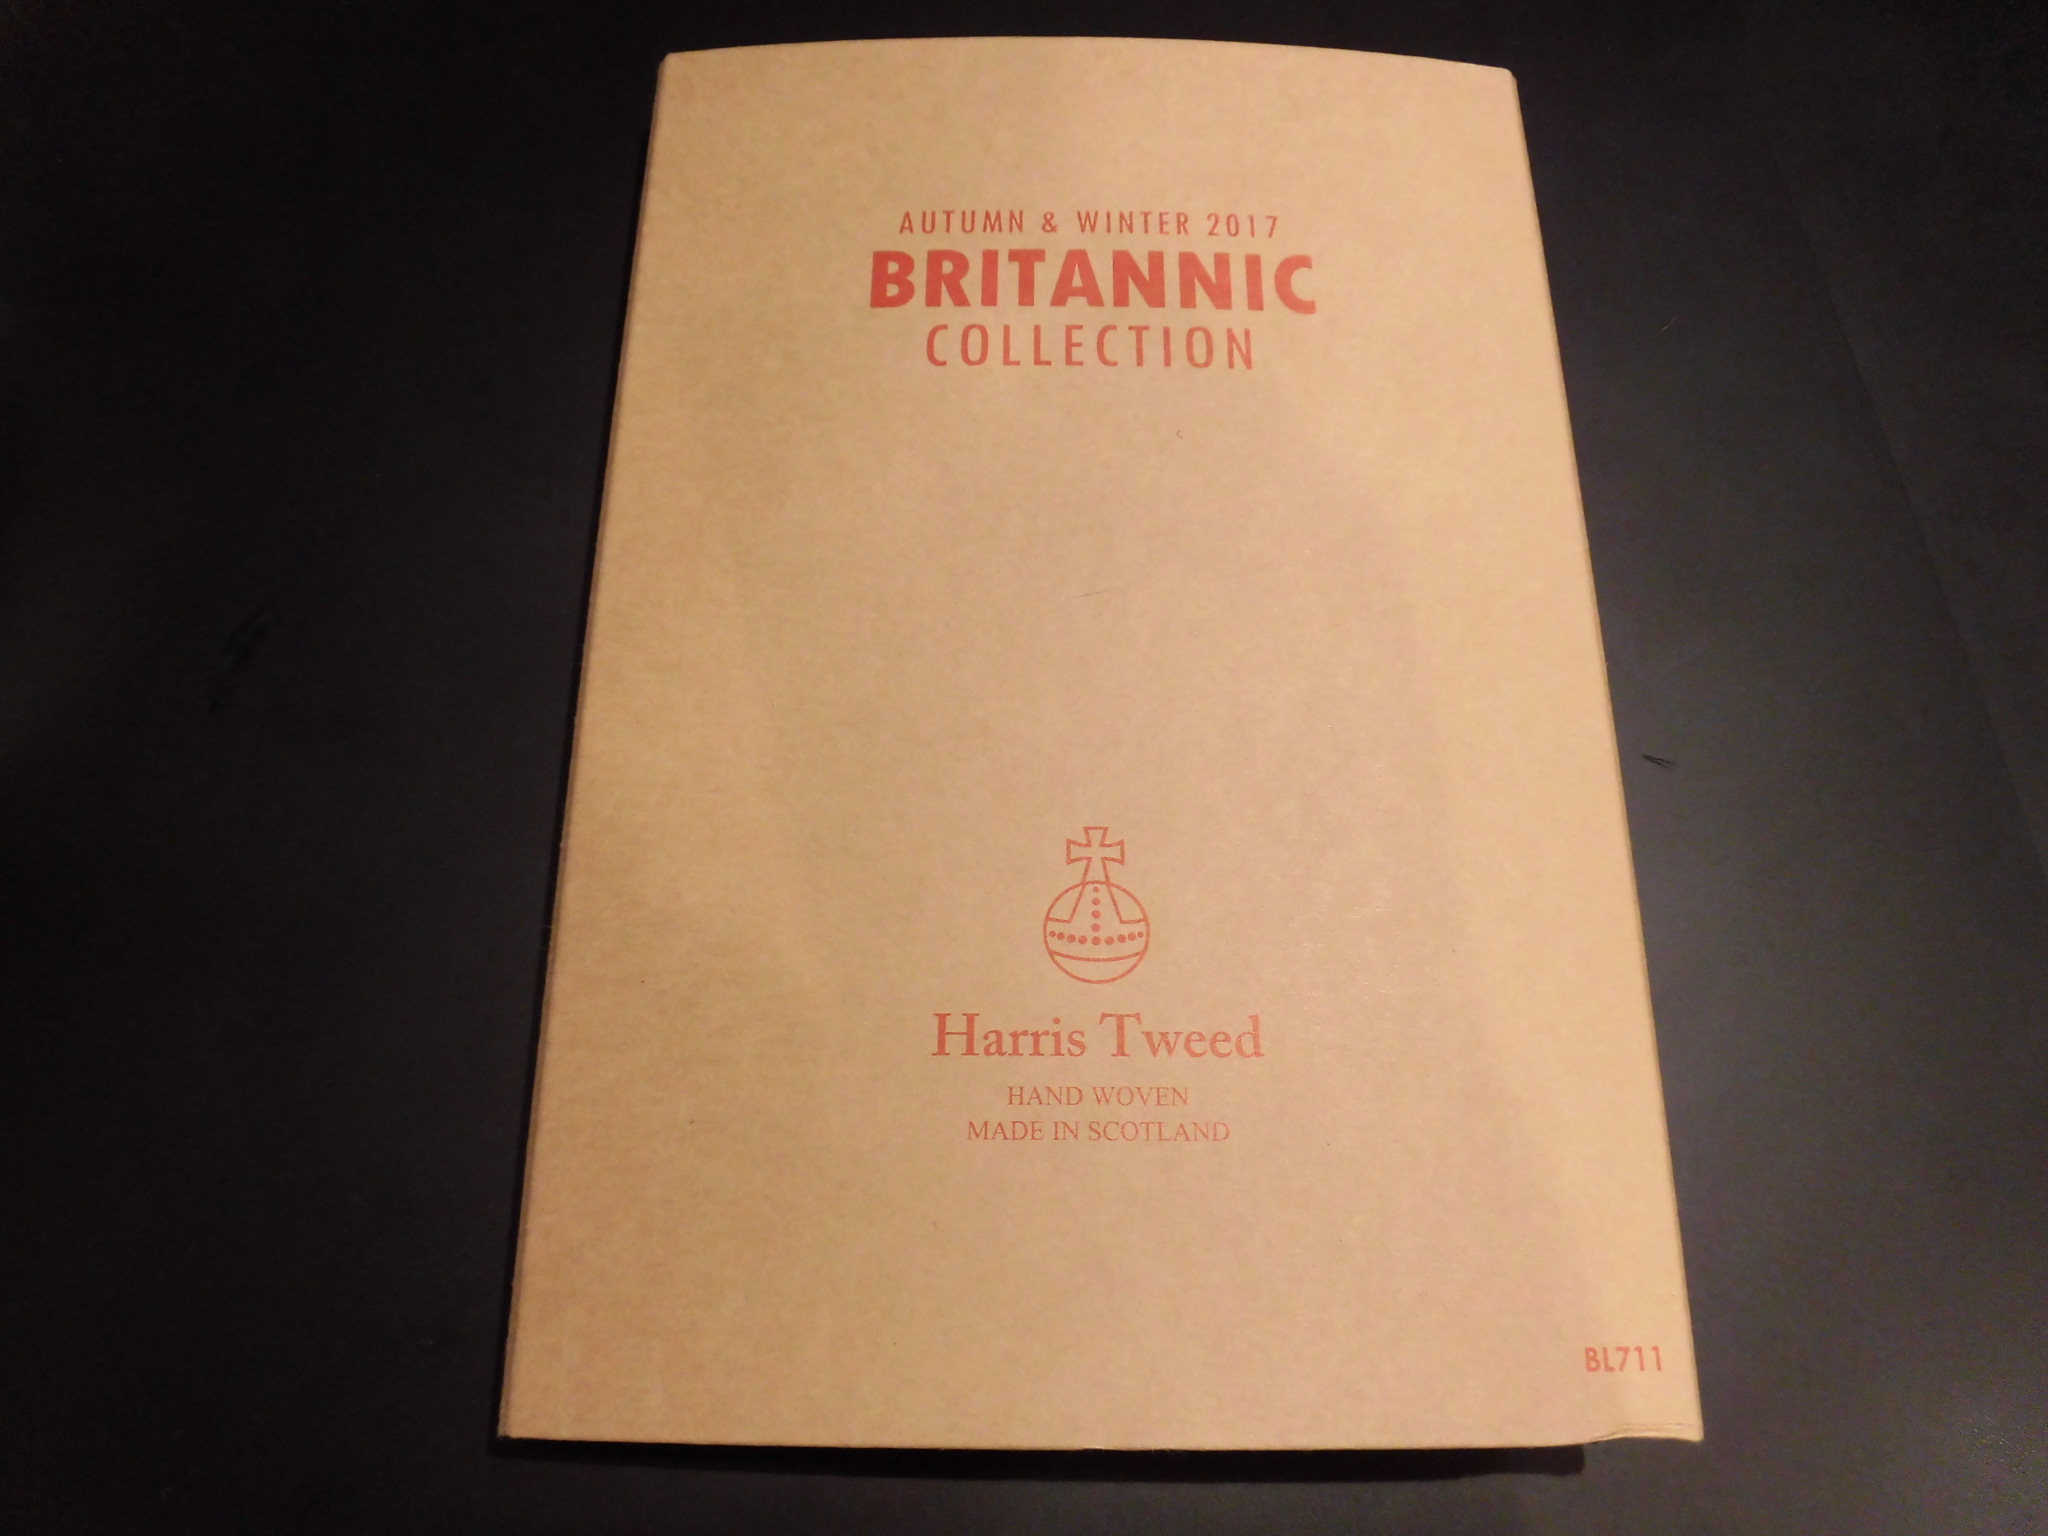 AUTUMN & WINTER 2017
BRITANNIC
COLLECTION
Harris Tweed
HAND WOVEN
MADE IN SCOTLAND
BL711